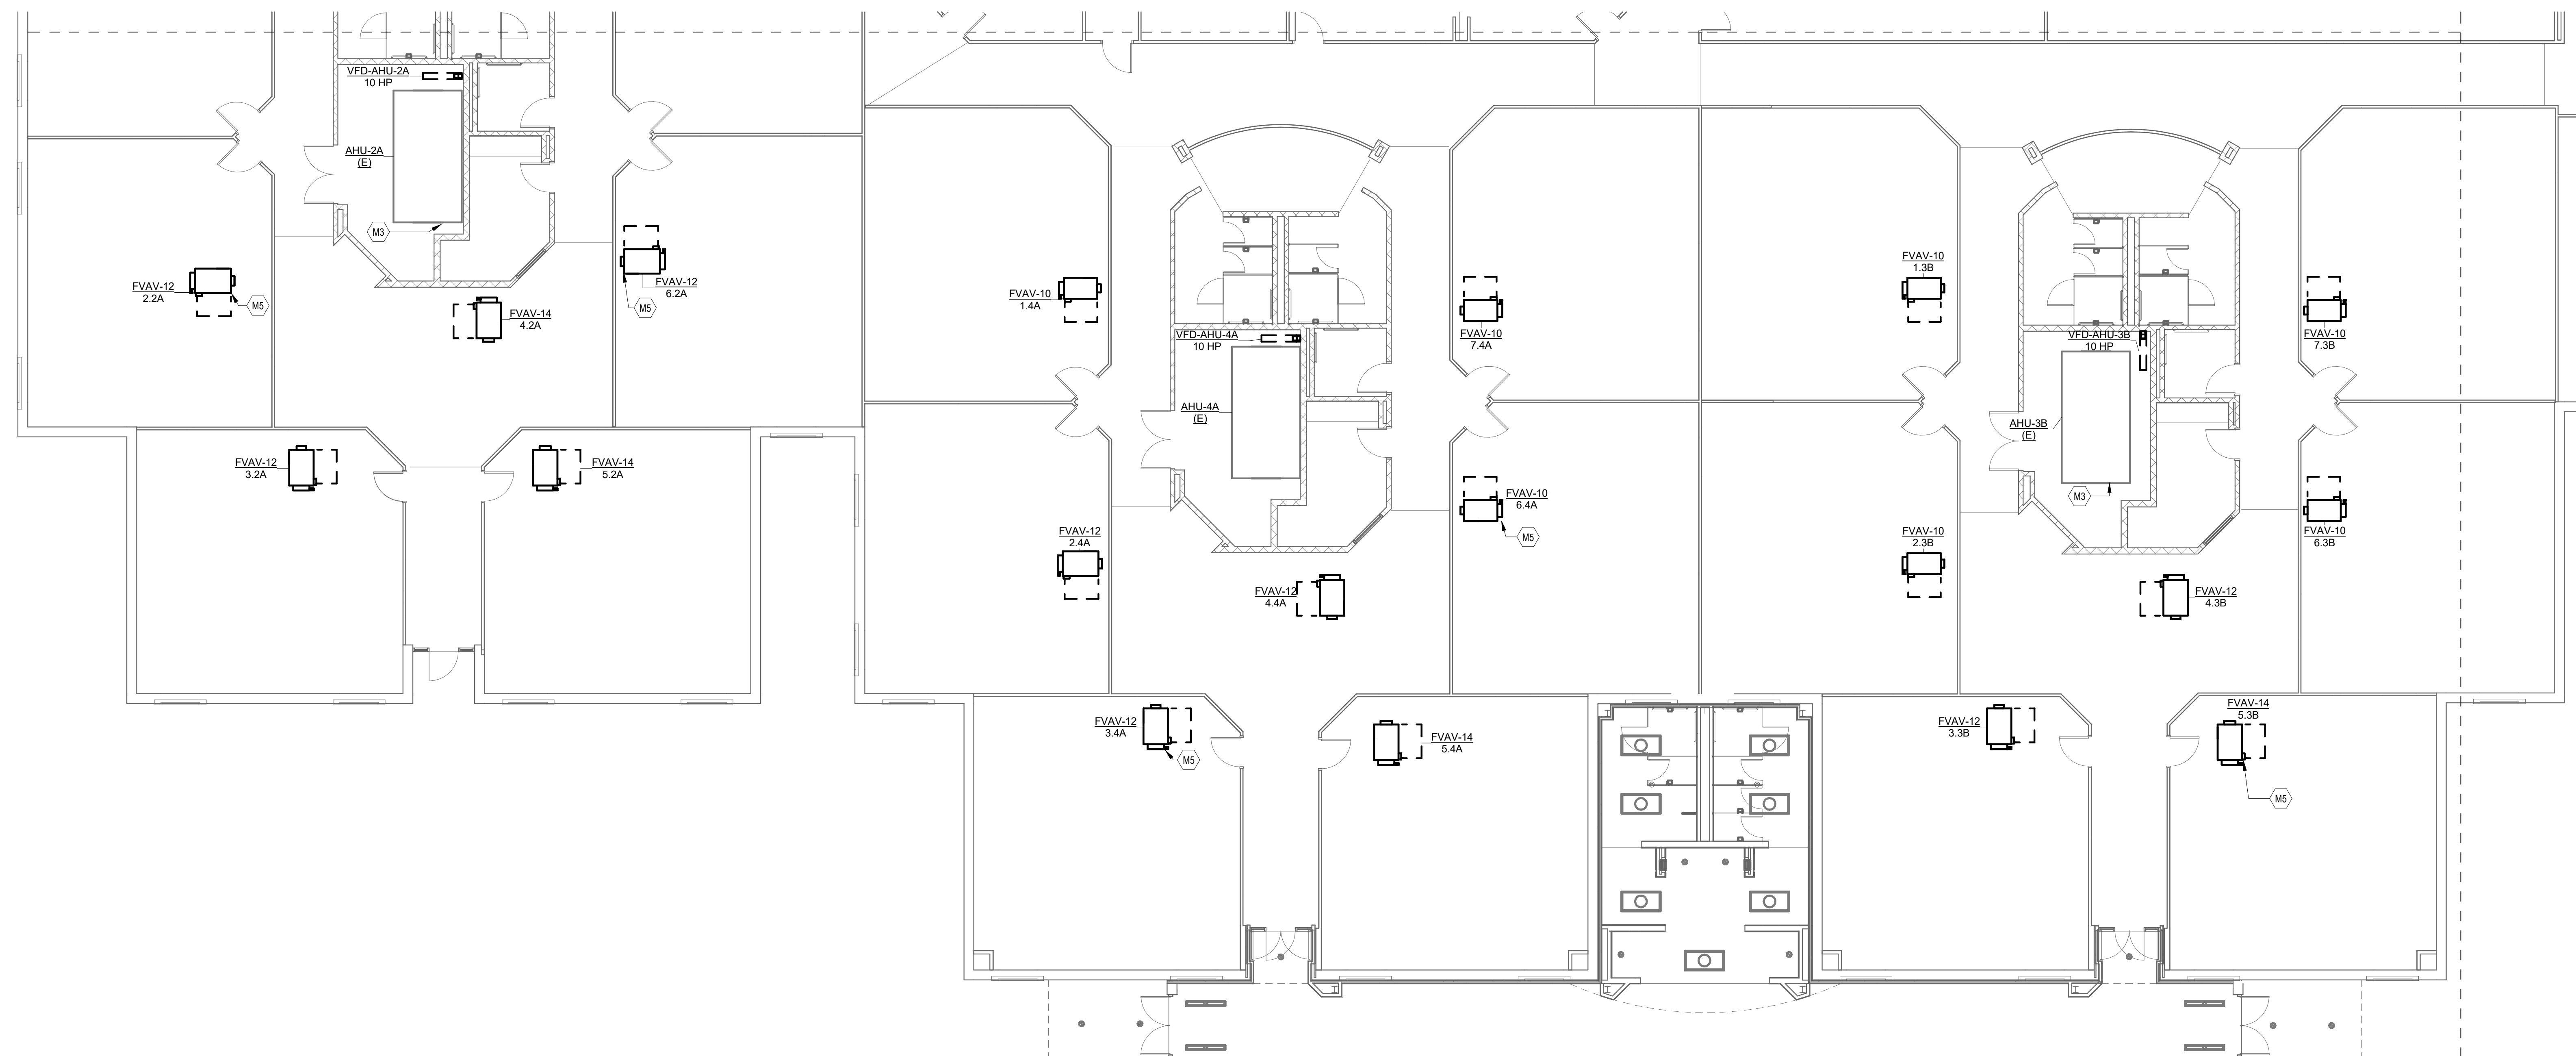 VFD-AHU-2A
10 HP
AHU-2A
(E)
M3
FVAV-12
2.2A
M5
FVAV-12
6.2A
M5
FVAV-14
4.2A
FVAV-12
3.2A
FVAV-14
5.2A
FVAV-10
1.4A
FVAV-10
7.4A
VFD-AHU-4A
10 HP
AHU-4A
(E)
FVAV-10
6.4A
M5
FVAV-12
2.4A
FVAV-12
4.4A
FVAV-12
3.4A
M5
FVAV-14
5.4A
FVAV-10
1.3B
FVAV-10
7.3B
VFD-AHU-3B
10 HP
AHU-3B
(E)
M3
FVAV-10
2.3B
FVAV-10
6.3B
FVAV-12
4.3B
FVAV-12
3.3B
FVAV-14
5.3B
M5